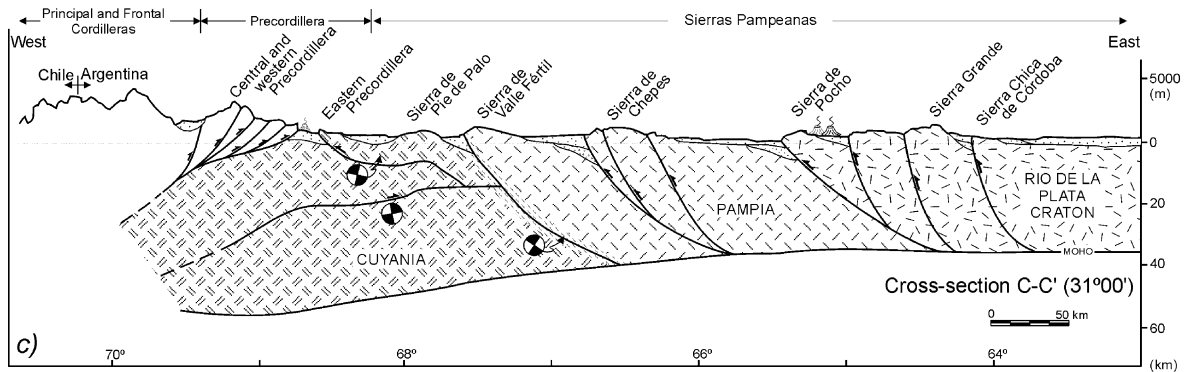 Principal and Frontal
Cordilleras
Precordillera
Sierras Pampeanas
West
East
Chile
Argentina
Central and
western
Precordillera
Eastern
Precordillera
Sierra de
Pie de Palo
Sierra de
Valle Fértil
Sierra de
Chepes
Sierra de
Pocho
Sierra Grande
Sierra Chica
de Córdoba
5000
(m)
0
20
40
60
(km)
CUYANIA
PAMPIA
RIO DE LA
PLATA
CRATON
MOHO
Cross-section C-C' (31º00')
0 50 km
c)
70º 68º 66º 64º